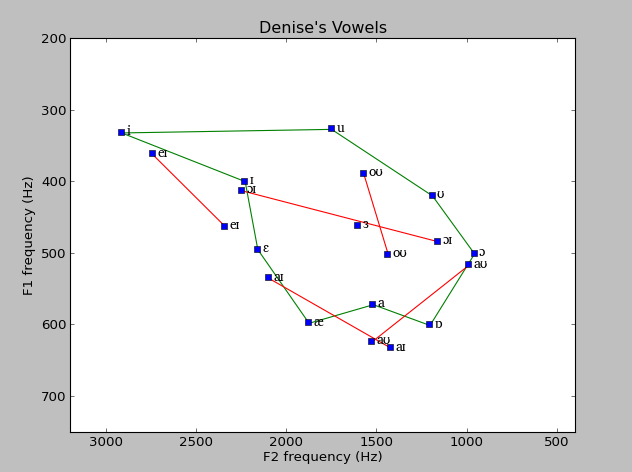 Denise's Vowels
200
300
i
u
eɪ
oʊ
400
ɪ
ɔɪ
ʊ
eɪ
ɜ
ɔɪ
500
ɛ
oʊ
ɔ
aʊ
aɪ
a
600
æ
ɒ
aʊ
aɪ
700
3000 2500 2000 1500 1000 500
F2 frequency (Hz)
F1 frequency (Hz)